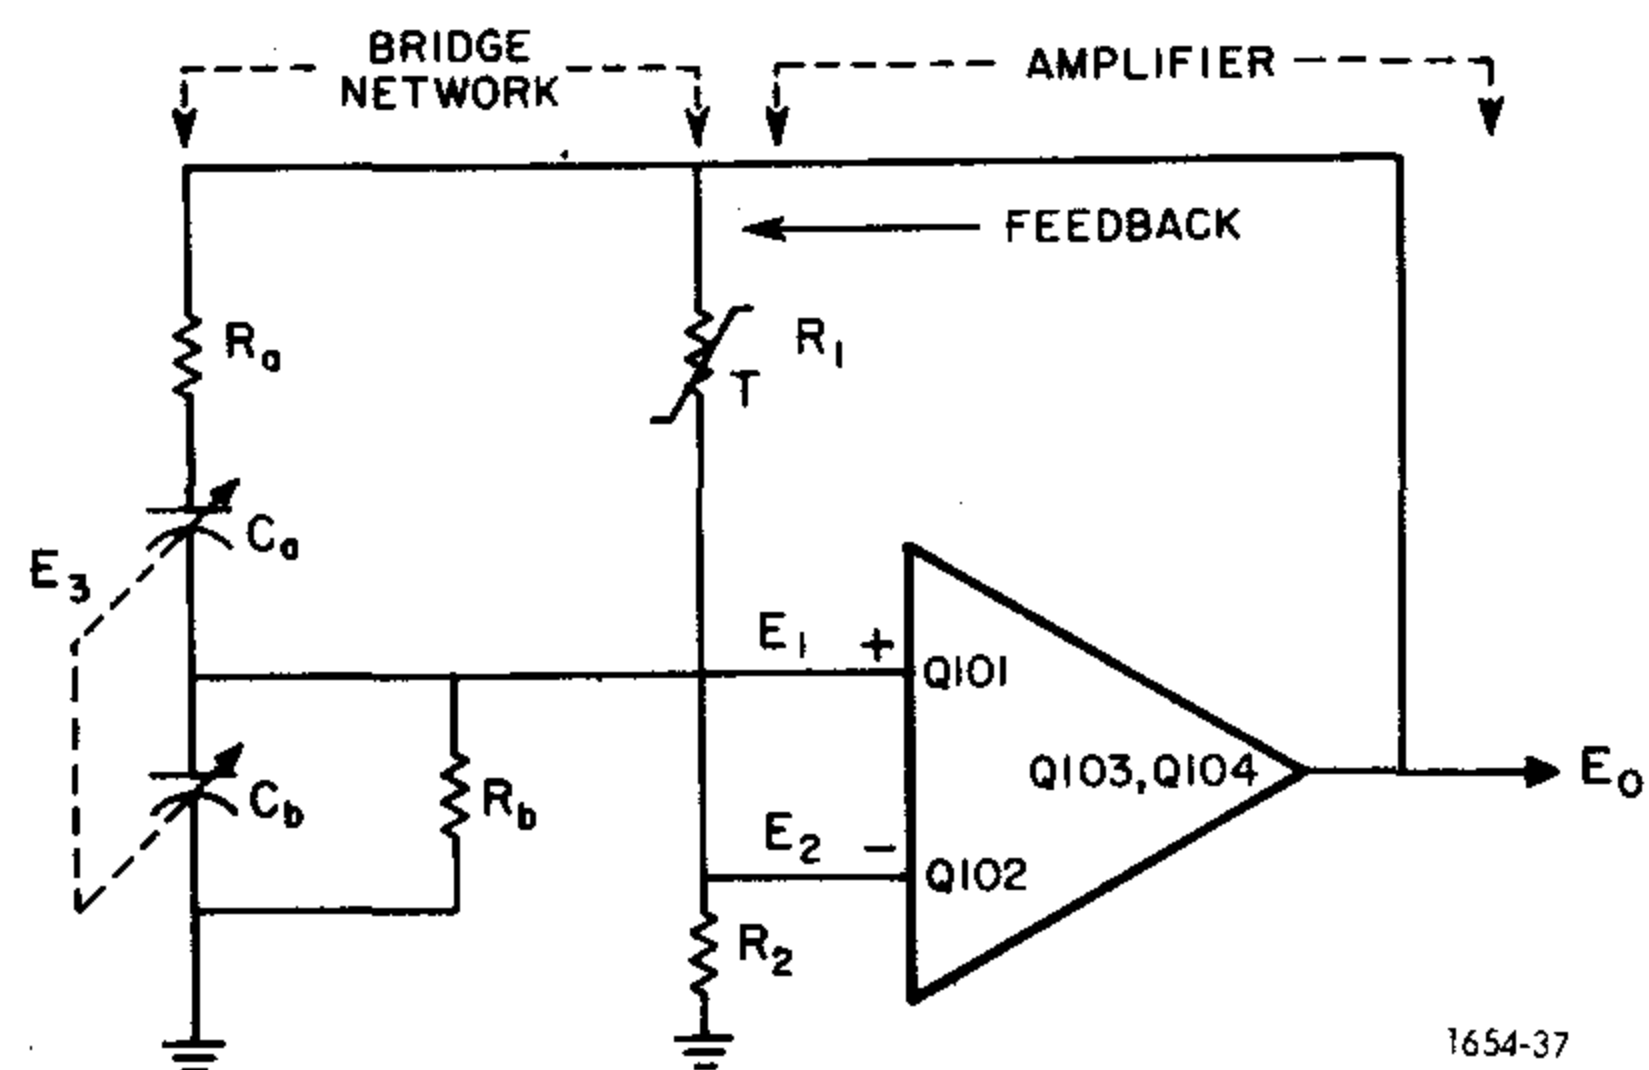 BRIDGE
NETWORK
AMPLIFIER
FEEDBACK
Ra
R1
T
Ca
E3
E1
+
Q101
Q103,Q104
E0
Cb
Rb
E2
−
Q102
R2
1654-37